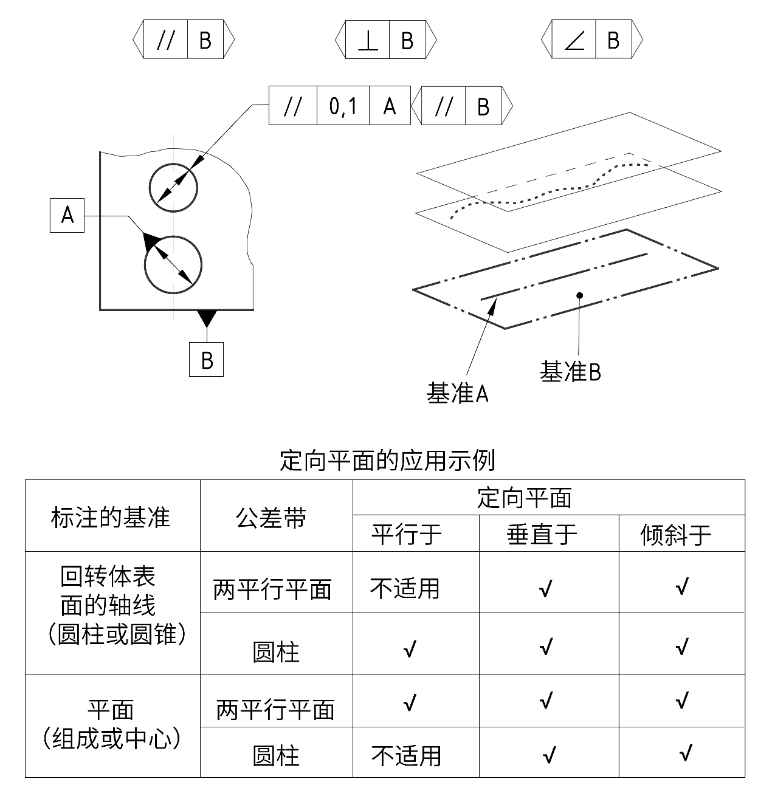 // B
⊥ B
∠ B
// 0,1 A // B
A
B
基准A
基准B
定向平面的应用示例
标注的基准 公差带 定向平面
平行于 垂直于 倾斜于
回转体表
面的轴线
（圆柱或圆锥）
两平行平面 不适用 √ √
圆柱 √ √ √
平面
（组成或中心）
两平行平面 √ √ √
圆柱 不适用 √ √